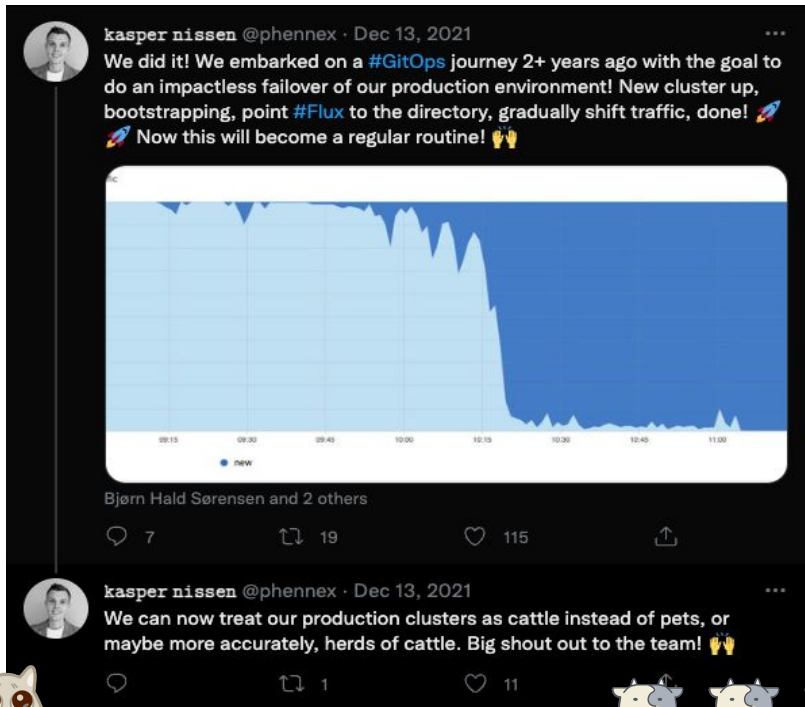 kasper nissen @phennex · Dec 13, 2021
We did it! We embarked on a #GitOps journey 2+ years ago with the goal to
do an impactless failover of our production environment! New cluster up,
bootstrapping, point #Flux to the directory, gradually shift traffic, done! 🚀
🚀 Now this will become a regular routine! 🙌
09:15 09:30 09:45 10:00 10:15 10:30 10:45 11:00
new
Bjørn Hald Sørensen and 2 others
7 19 115
kasper nissen @phennex · Dec 13, 2021
We can now treat our production clusters as cattle instead of pets, or
maybe more accurately, herds of cattle. Big shout out to the team! 🙌
1 11